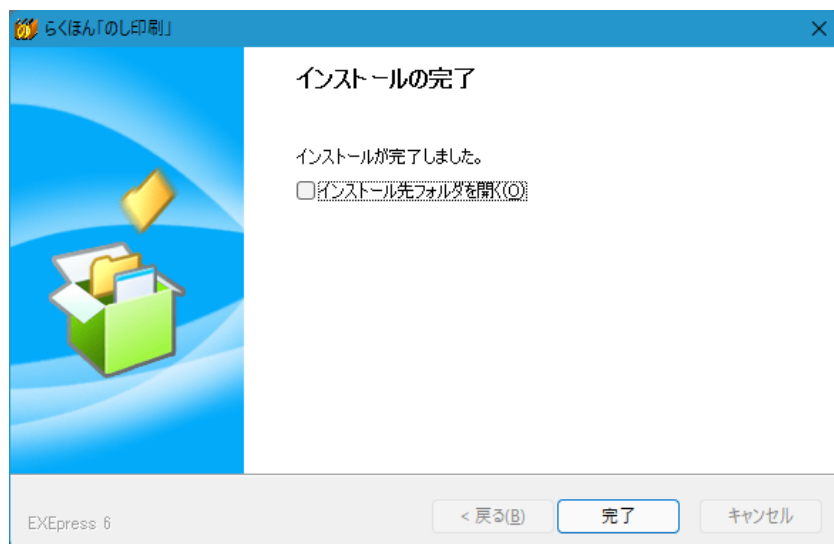 らくほん「のし印刷」
インストールの完了
インストールが完了しました。
インストール先フォルダを開く(O)
EXEpress 6
< 戻る(B)
完了
キャンセル